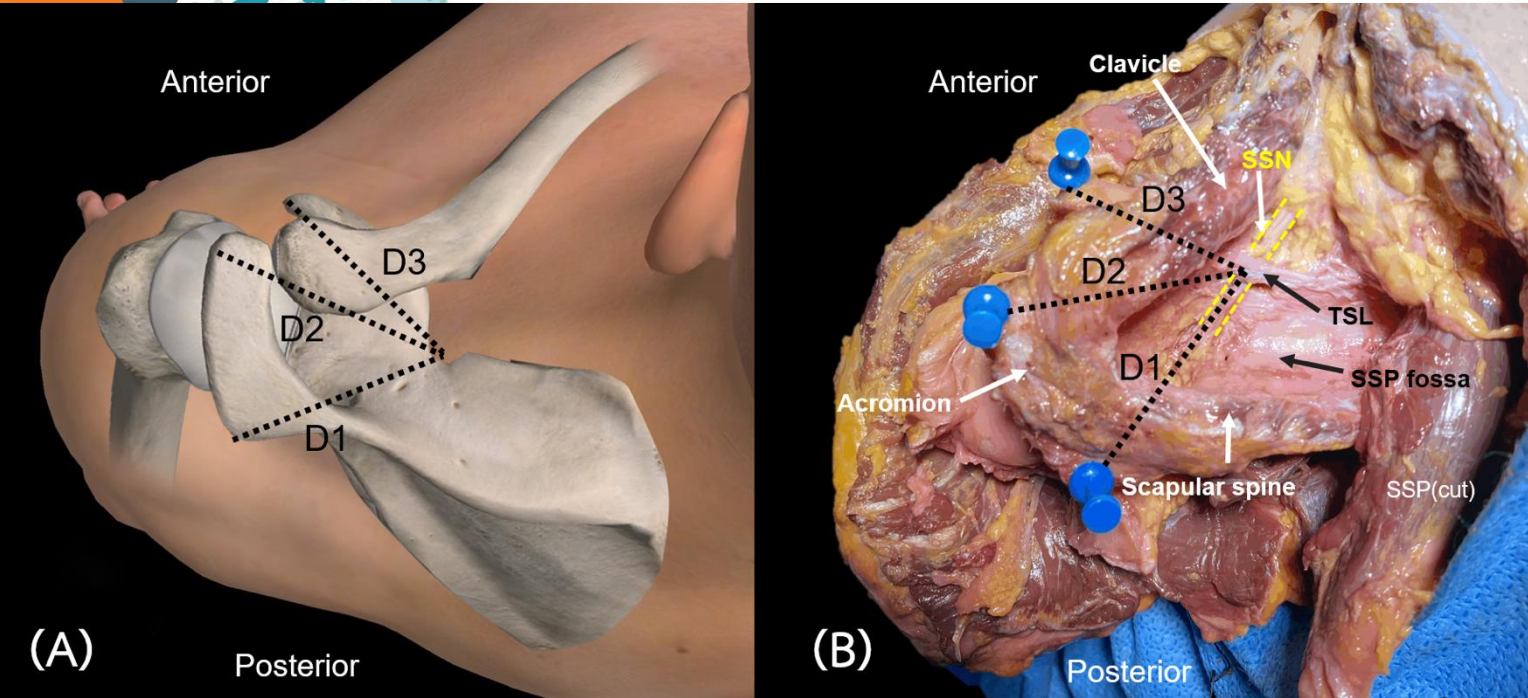 Anterior
D3
D2
D1
(A)
Posterior
Clavicle
Anterior
SSN
D3
D2
TSL
D1
SSP fossa
Acromion
Scapular spine
SSP(cut)
(B)
Posterior